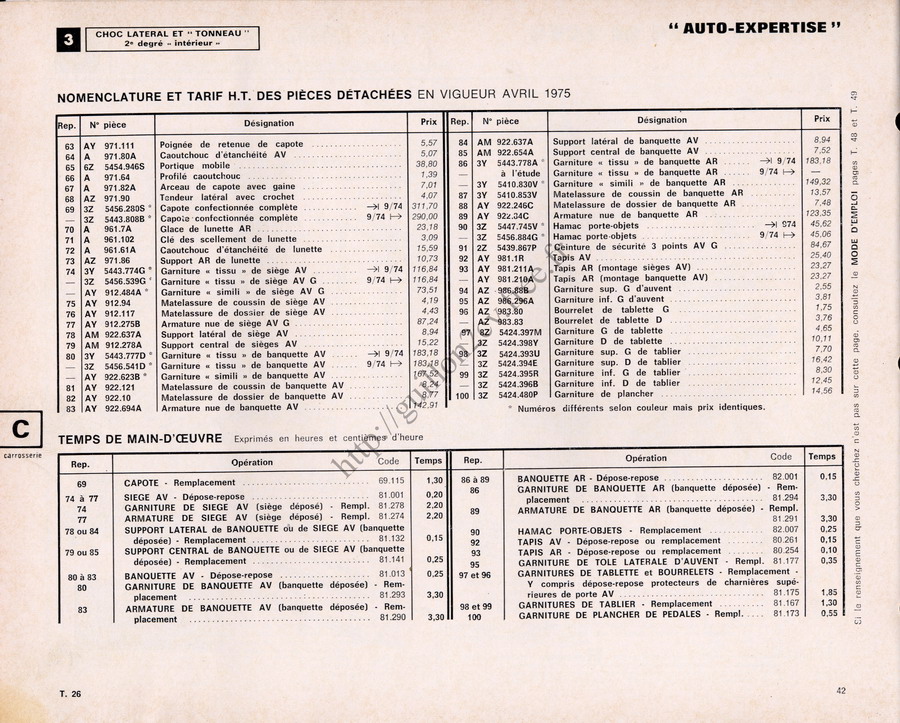 3
CHOC LATERAL ET " TONNEAU "
2e degré « intérieur »
" AUTO-EXPERTISE "
NOMENCLATURE ET TARIF H.T. DES PIÈCES DÉTACHÉES EN VIGUEUR AVRIL 1975
Rep. N° pièce Désignation Prix
63 AY 971.111 Poignée de retenue de capote 5,57
64 A 971.80A Caoutchouc d'étanchéité AV 5,07
65 6Z 5454.946S Portique mobile 38,80
66 A 971.64 Profilé caoutchouc 1,39
67 A 971.82A Arceau de capote avec gaine 7,01
68 AZ 971.90 Tendeur latéral avec crochet 4,07
69 3Z 5456.280S * Capote confectionnée complète →| 9/74 311,70
— 3Z 5443.808B * Capote confectionnée complète 9/74 |→ 290,00
70 A 961.7A Glace de lunette AR 23,18
71 A 961.102 Clé des scellement de lunette 3,09
72 A 961.61A Caoutchouc d'étanchéité de lunette 15,59
73 AZ 971.86 Support AR de lunette 10,73
74 3Y 5443.774G * Garniture « tissu » de siège AV →| 9/74 116,84
— 3Z 5456.539G * Garniture « tissu » de siège AV G 9/74 |→ 116,84
— AY 912.484A * Garniture « simili » de siège AV G 73,51
75 AY 912.94 Matelassure de coussin de siège AV 4,19
76 AY 912.117 Matelassure de dossier de siège AV 4,43
77 AY 912.275B Armature nue de siège AV G 87,24
78 AM 922.637A Support latéral de siège AV 8,94
79 AM 912.278A Support central de sièges AV 15,22
80 3Y 5443.777D * Garniture « tissu » de banquette AV →| 9/74 183,18
— 3Z 5456.541D * Garniture « tissu » de banquette AV 9/74 |→ 183,18
— AY 922.623B * Garniture « simili » de banquette AV 167,52
81 AY 922.121 Matelassure de coussin de banquette AV 8,24
82 AY 922.10 Matelassure de dossier de banquette AV 8,77
83 AY 922.694A Armature nue de banquette AV 142,91
Rep. N° pièce Désignation Prix
84 AM 922.637A Support latéral de banquette AV 8,94
85 AM 922.654A Support central de banquette AV 7,52
86 3Y 5443.778A * Garniture « tissu » de banquette AR →| 9/74 183,18
— à l'étude Garniture « tissu » de banquette AR 9/74 |→ —
— 3Y 5410.830V * Garniture « simili » de banquette AR 149,32
87 3Y 5410.853V Matelassure de coussin de banquette AR 13,57
88 AY 922.246C Matelassure de dossier de banquette AR 7,48
89 AY 922.34C Armature nue de banquette AR 123,35
90 3Z 5447.745V * Hamac porte-objets →| 974 45,62
— 3Z 5456.884G * Hamac porte-objets 9/74 |→ 45,06
91 2Z 5439.867P Ceinture de sécurité 3 points AV G 84,67
92 AY 981.1R Tapis AV 25,40
93 AY 981.211A Tapis AR (montage sièges AV) 23,27
— AY 981.210A Tapis AR (montage banquette AV) 23,27
94 AZ 986.88B Garniture sup. G d'auvent 2,55
95 AZ 986.296A Garniture inf. G d'auvent 3,81
96 AZ 983.80 Bourrelet de tablette G 1,75
— AZ 983.83 Bourrelet de tablette D 3,76
97 8Z 5424.397M Garniture G de tablette 4,65
3Z 5424.398Y Garniture D de tablette 10,11
98 3Z 5424.393U Garniture sup. G de tablier 7,70
— 3Z 5424.394E Garniture sup. D de tablier 16,42
99 3Z 5424.395R Garniture inf. G de tablier 8,30
— 3Z 5424.396B Garniture inf. D de tablier 12,45
100 3Z 5424.480P Garniture de plancher 14,56
* Numéros différents selon couleur mais prix identiques.
C
carrosserie
TEMPS DE MAIN-D'ŒUVRE Exprimés en heures et centièmes d'heure
Rep. Opération Code Temps
69 CAPOTE - Remplacement 69.115 1,30
74 à 77 SIEGE AV - Dépose-repose 81.001 0,20
74 GARNITURE DE SIEGE AV (siège déposé) - Rempl. 81.278 2,20
77 ARMATURE DE SIEGE AV (siège déposé) - Rempl. 81.274 2,20
78 ou 84 SUPPORT LATERAL de BANQUETTE ou de SIEGE AV (banquette
déposée) - Remplacement 81.132 0,15
79 ou 85 SUPPORT CENTRAL de BANQUETTE ou de SIEGE AV (banquette
déposée) - Remplacement 81.141 0,25
80 à 83 BANQUETTE AV - Dépose-repose 81.013 0,25
80 GARNITURE DE BANQUETTE AV (banquette déposée) - Rem-
placement 81.293 3,30
83 ARMATURE DE BANQUETTE AV (banquette déposée) - Rem-
placement 81.290 3,30
Rep. Opération Code Temps
86 à 89 BANQUETTE AR - Dépose-repose 82.001 0,15
86 GARNITURE DE BANQUETTE AR (banquette déposée) - Rem-
placement 81.294 3,30
89 ARMATURE DE BANQUETTE AR (banquette déposée) - Rempl.
81.291 3,30
90 HAMAC PORTE-OBJETS - Remplacement 82.007 0,25
92 TAPIS AV - Dépose-repose ou remplacement 80.261 0,15
93 TAPIS AR - Dépose-repose ou remplacement 80.254 0,10
95 GARNITURE DE TOLE LATERALE D'AUVENT - Rempl. 81.177 0,35
97 et 96 GARNITURES DE TABLETTE et BOURRELETS - Remplacement -
Y compris dépose-repose protecteurs de charnières supé-
rieures de porte AV 81.175 1,85
98 et 99 GARNITURES DE TABLIER - Remplacement 81.167 1,30
100 GARNITURE DE PLANCHER DE PEDALES - Rempl. 81.173 0,55
Si le renseignement que vous cherchez n'est pas sur cette page, consultez le MODE D'EMPLOI pages T. 48 et T. 49
T. 26
42